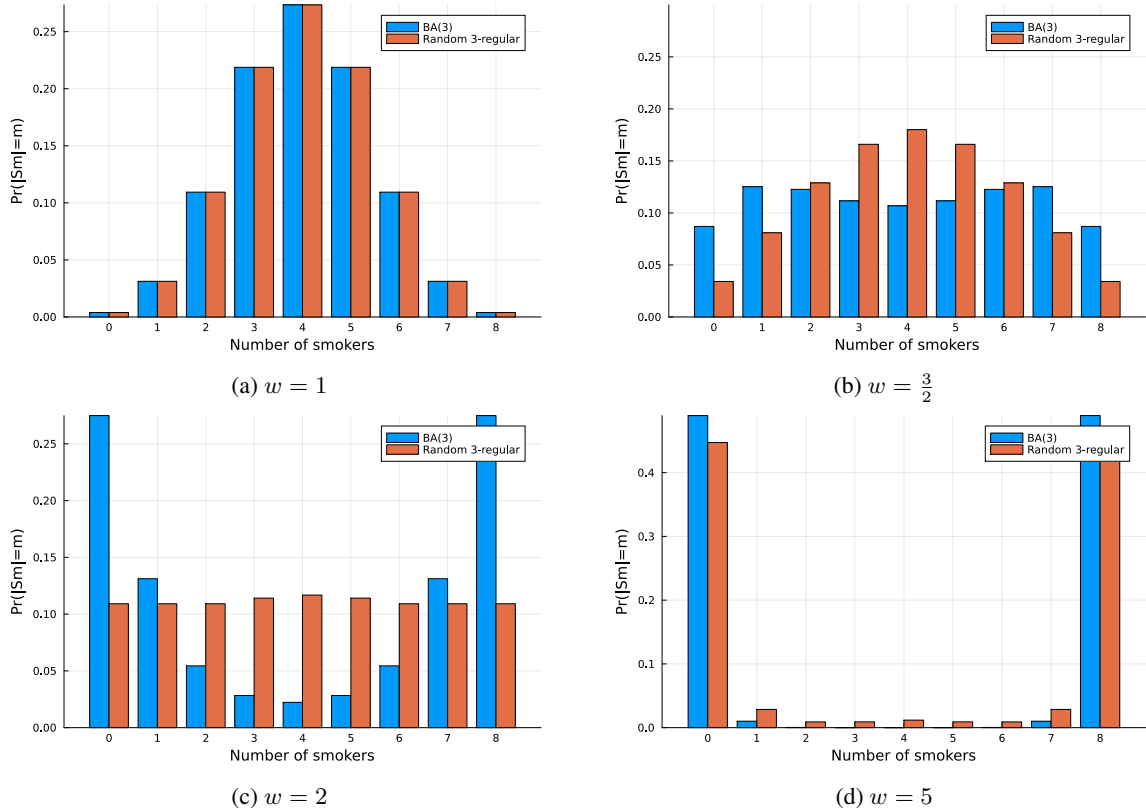 BA(3)
Random 3-regular
0.25
0.20
0.15
0.10
0.05
0.00
Pr(|Sm|=m)
0 1 2 3 4 5 6 7 8
Number of smokers
(a) w = 1
BA(3)
Random 3-regular
0.25
0.20
0.15
0.10
0.05
0.00
Pr(|Sm|=m)
0 1 2 3 4 5 6 7 8
Number of smokers
(b) w = 3/2
BA(3)
Random 3-regular
0.25
0.20
0.15
0.10
0.05
0.00
Pr(|Sm|=m)
0 1 2 3 4 5 6 7 8
Number of smokers
(c) w = 2
BA(3)
Random 3-regular
0.4
0.3
0.2
0.1
0.0
Pr(|Sm|=m)
0 1 2 3 4 5 6 7 8
Number of smokers
(d) w = 5